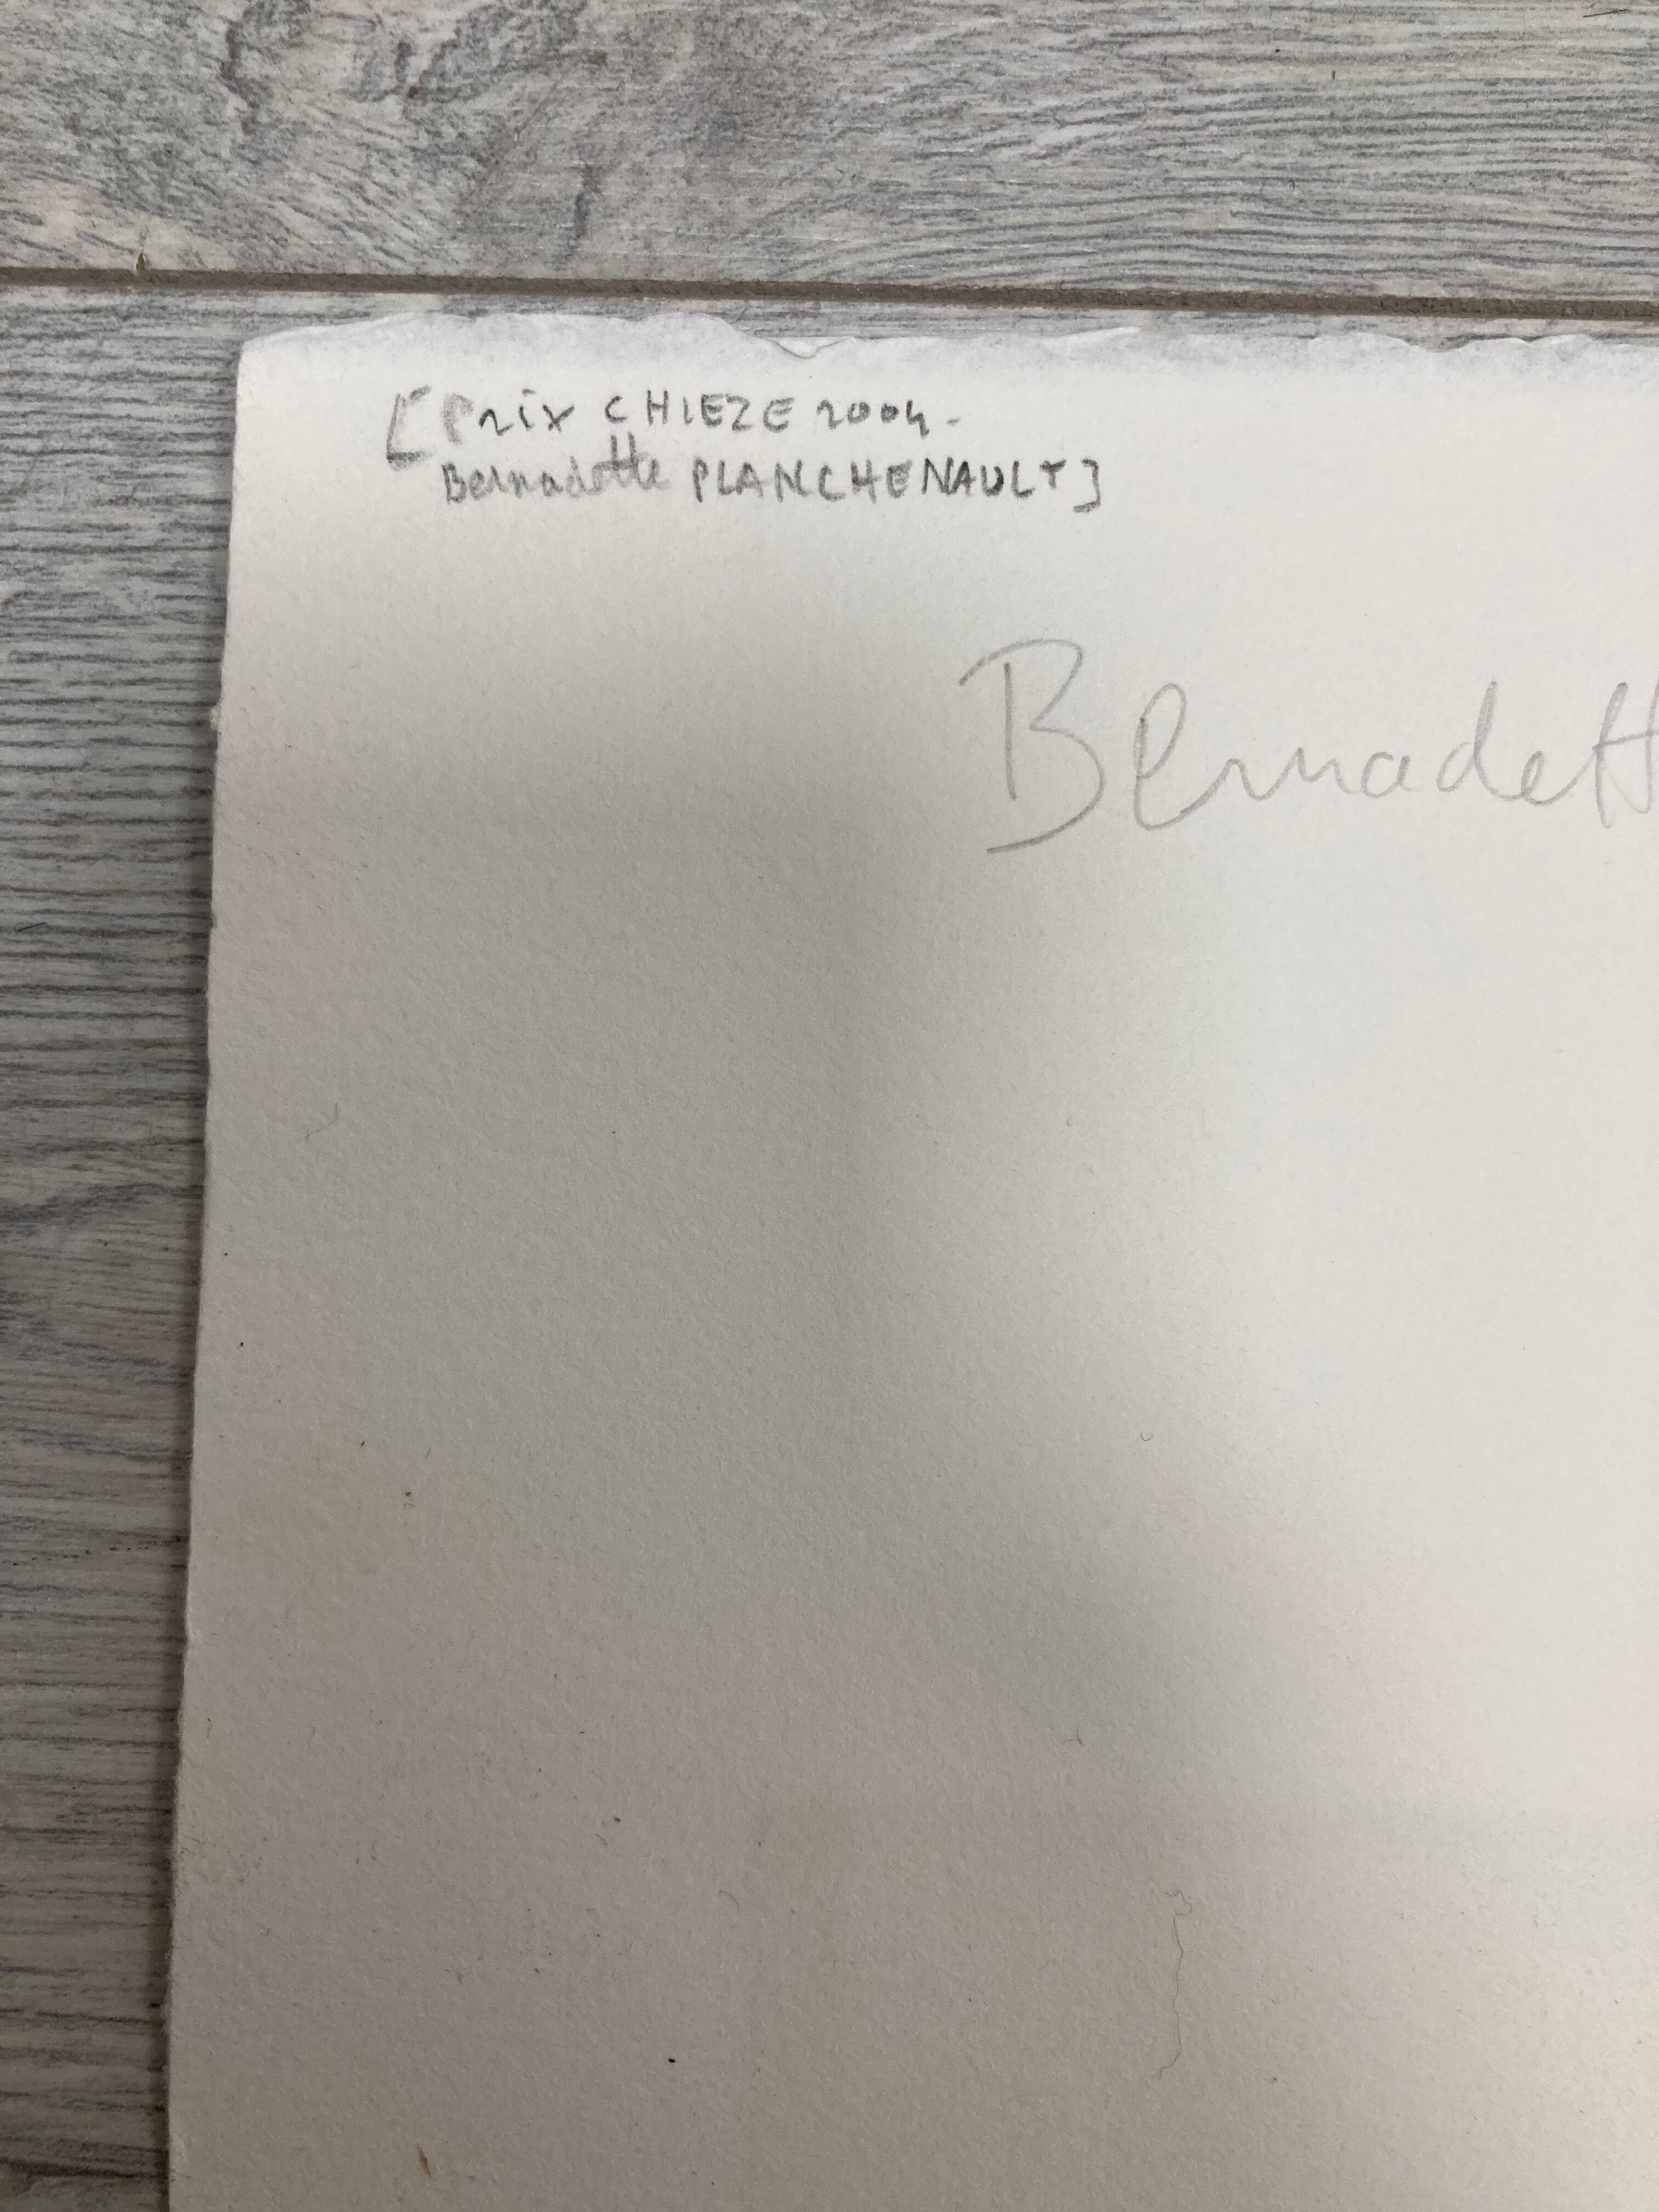 [Prix CHIEZE 2004-
Bernadette PLANCHENAULT]
Bernadett